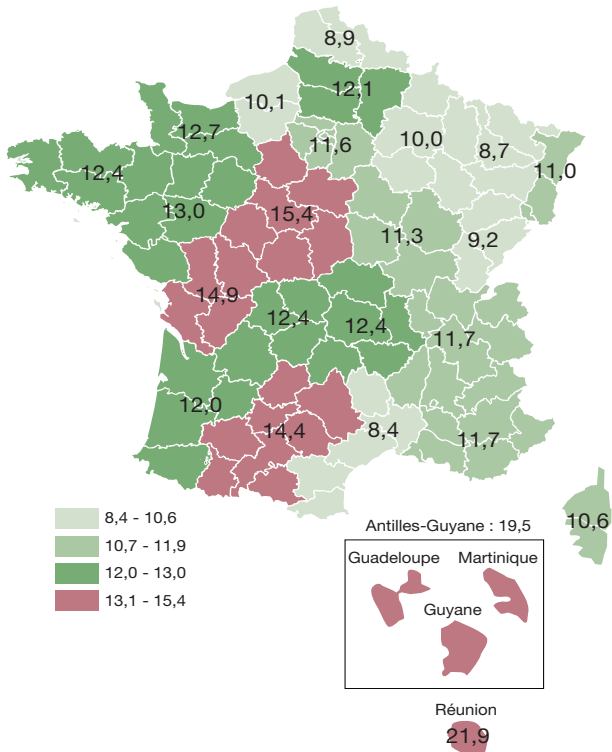 8,9
12,1
10,1
12,7
11,6
10,0
8,7
11,0
12,4
13,0
15,4
11,3
9,2
14,9
12,4
12,4
11,7
12,0
14,4
8,4
11,7
10,6
8,4 - 10,6
10,7 - 11,9
12,0 - 13,0
13,1 - 15,4
Antilles-Guyane : 19,5
Guadeloupe
Martinique
Guyane
Réunion
21,9